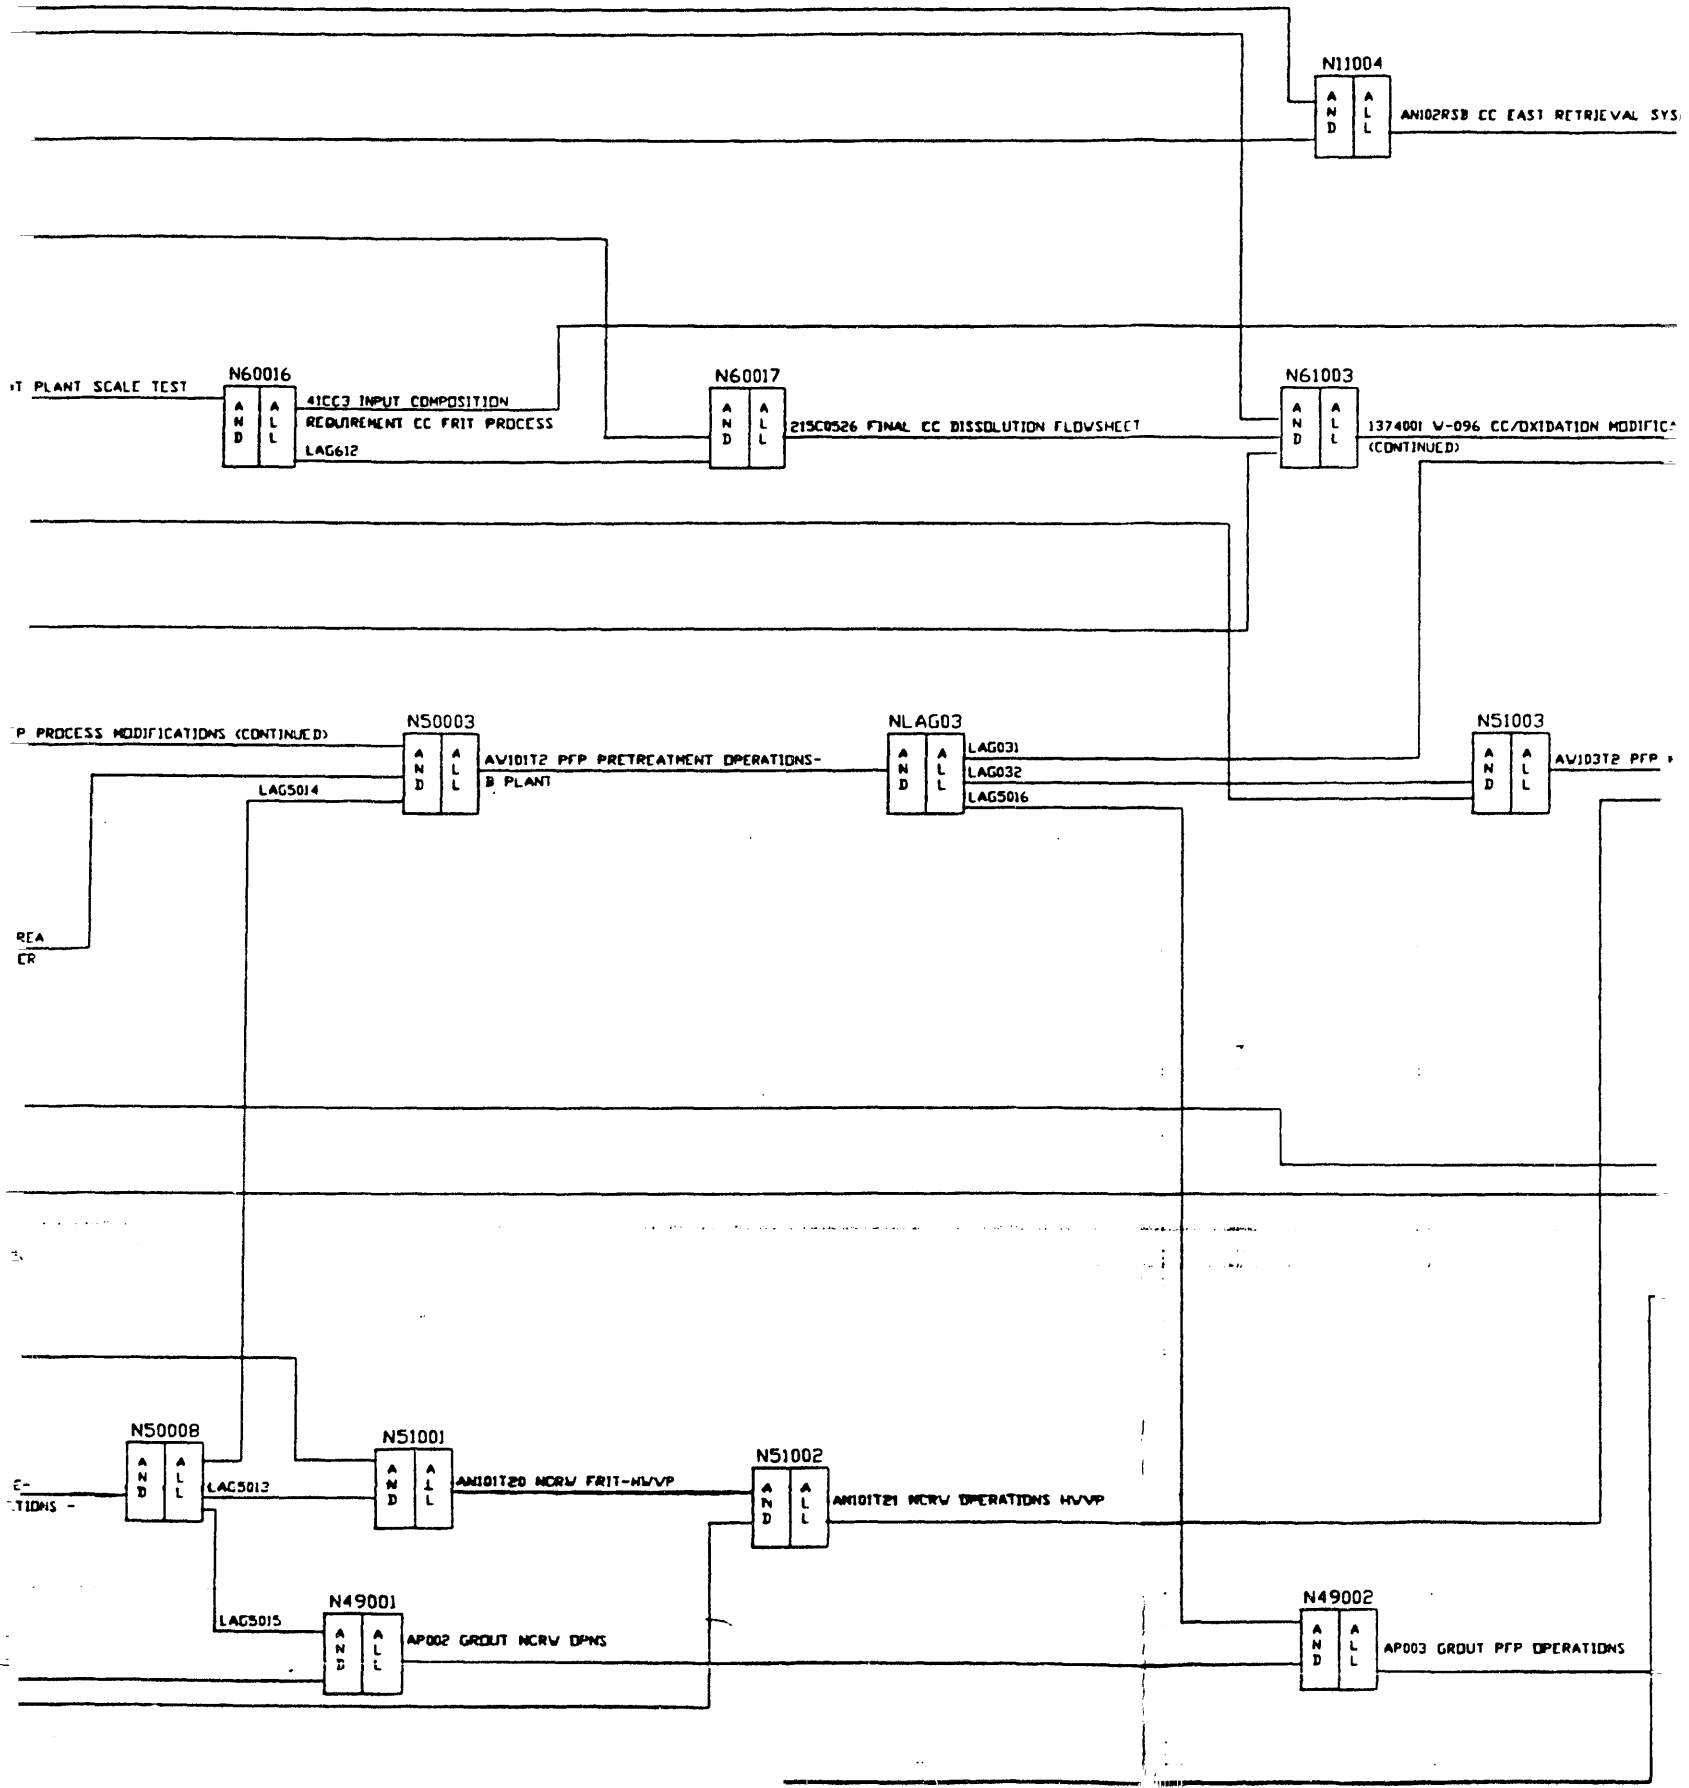 N11004
AND ALL
AN102RSB CC EAST RETRIEVAL SYS
N60016
PLANT SCALE TEST
AND ALL
41CC3 INPUT COMPOSITION
REQUIREMENT CC FRIT PROCESS
LAG612
N60017
AND ALL
215C0526 FINAL CC DISSOLUTION FLOWSHEET
N61003
AND ALL
1374001 W-096 CC/OXIDATION MODIFICA
(CONTINUED)
P PROCESS MODIFICATIONS (CONTINUED)
LAG5014
N50003
AND ALL
AW101T2 PFP PRETREATMENT OPERATIONS-
B PLANT
NLAG03
AND ALL
LAG031
LAG032
LAG5016
N51003
AND ALL
AW103T2 PFP
REA
ER
N50008
E-
TIONS -
AND ALL
LAG5013
N51001
AND ALL
AN101T20 NCRW FRIT-HWVP
N51002
AND ALL
AN101T21 NCRW OPERATIONS HWVP
LAG5015
N49001
AND ALL
AP002 GROUT NCRW OPNS
N49002
AND ALL
AP003 GROUT PFP OPERATIONS